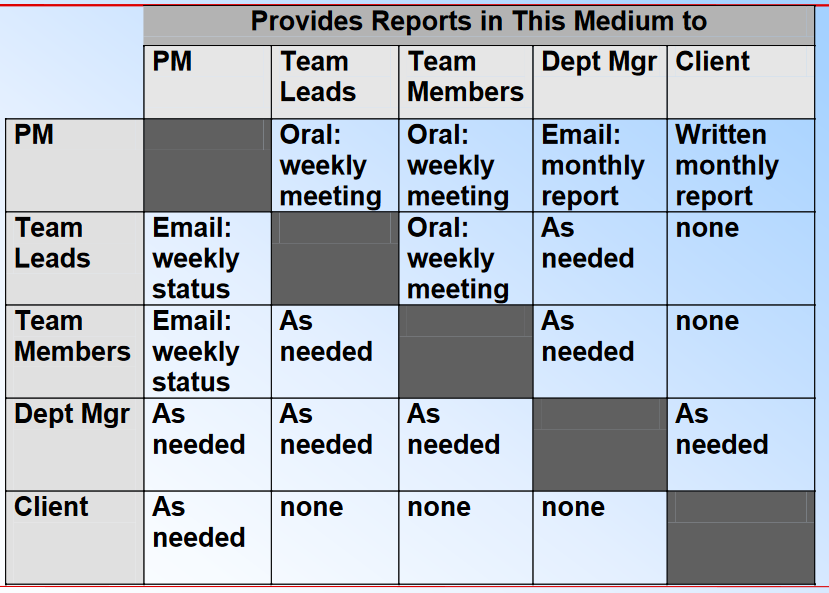 Provides Reports in This Medium to
PM Team Leads Team Members Dept Mgr Client
PM Oral: weekly meeting Oral: weekly meeting Email: monthly report Written monthly report
Team Leads Email: weekly status Oral: weekly meeting As needed none
Team Members Email: weekly status As needed As needed none
Dept Mgr As needed As needed As needed As needed
Client As needed none none none